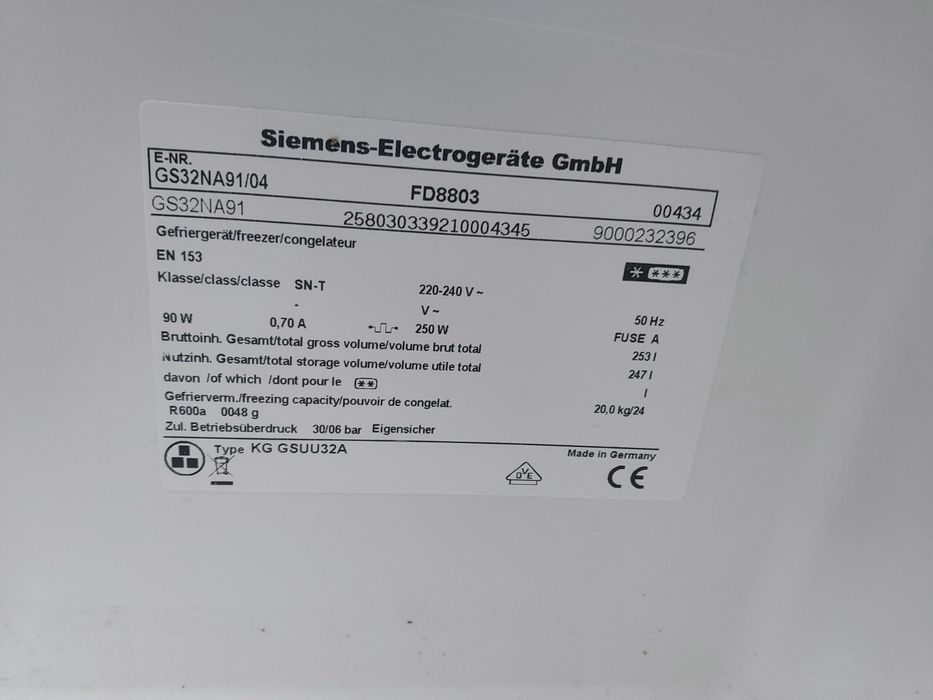 Siemens-Electrogeräte GmbH
E-NR.
GS32NA91/04 FD8803 00434
GS32NA91 258030339210004345 9000232396
Gefriergerät/freezer/congelateur
EN 153
Klasse/class/classe SN-T 220-240 V ~
- V ~ 50 Hz
90 W 0,70 A 250 W FUSE A
Bruttoinh. Gesamt/total gross volume/volume brut total 253 l
Nutzinh. Gesamt/total storage volume/volume utile total 247 l
davon /of which /dont pour le l
Gefrierverm./freezing capacity/pouvoir de congelat. 20,0 kg/24
R600a 0048 g
Zul. Betriebsüberdruck 30/06 bar Eigensicher
Type KG GSUU32A Made in Germany
DVE CE